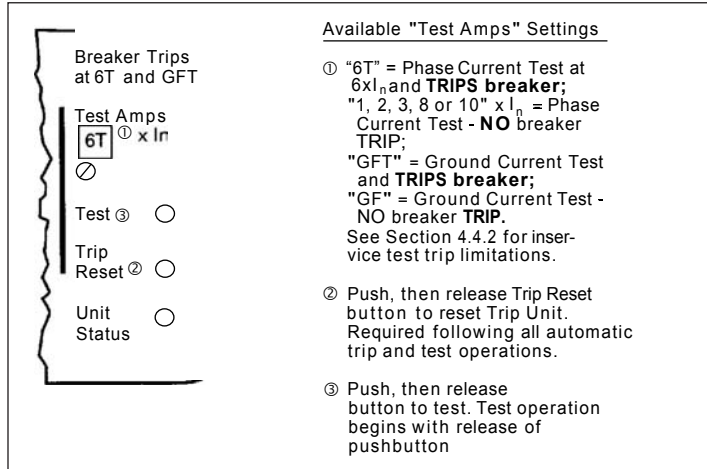 Breaker Trips
at 6T and GFT
Test Amps
6T ① x In
Test ③
Trip
Reset ②
Unit
Status
Available "Test Amps" Settings
① “6T” = Phase Current Test at
6xIn and TRIPS breaker;
"1, 2, 3, 8 or 10" x In = Phase
Current Test - NO breaker
TRIP;
"GFT" = Ground Current Test
and TRIPS breaker;
"GF" = Ground Current Test -
NO breaker TRIP.
See Section 4.4.2 for inser-
vice test trip limitations.
② Push, then release Trip Reset
button to reset Trip Unit.
Required following all automatic
trip and test operations.
③ Push, then release
button to test. Test operation
begins with release of
pushbutton